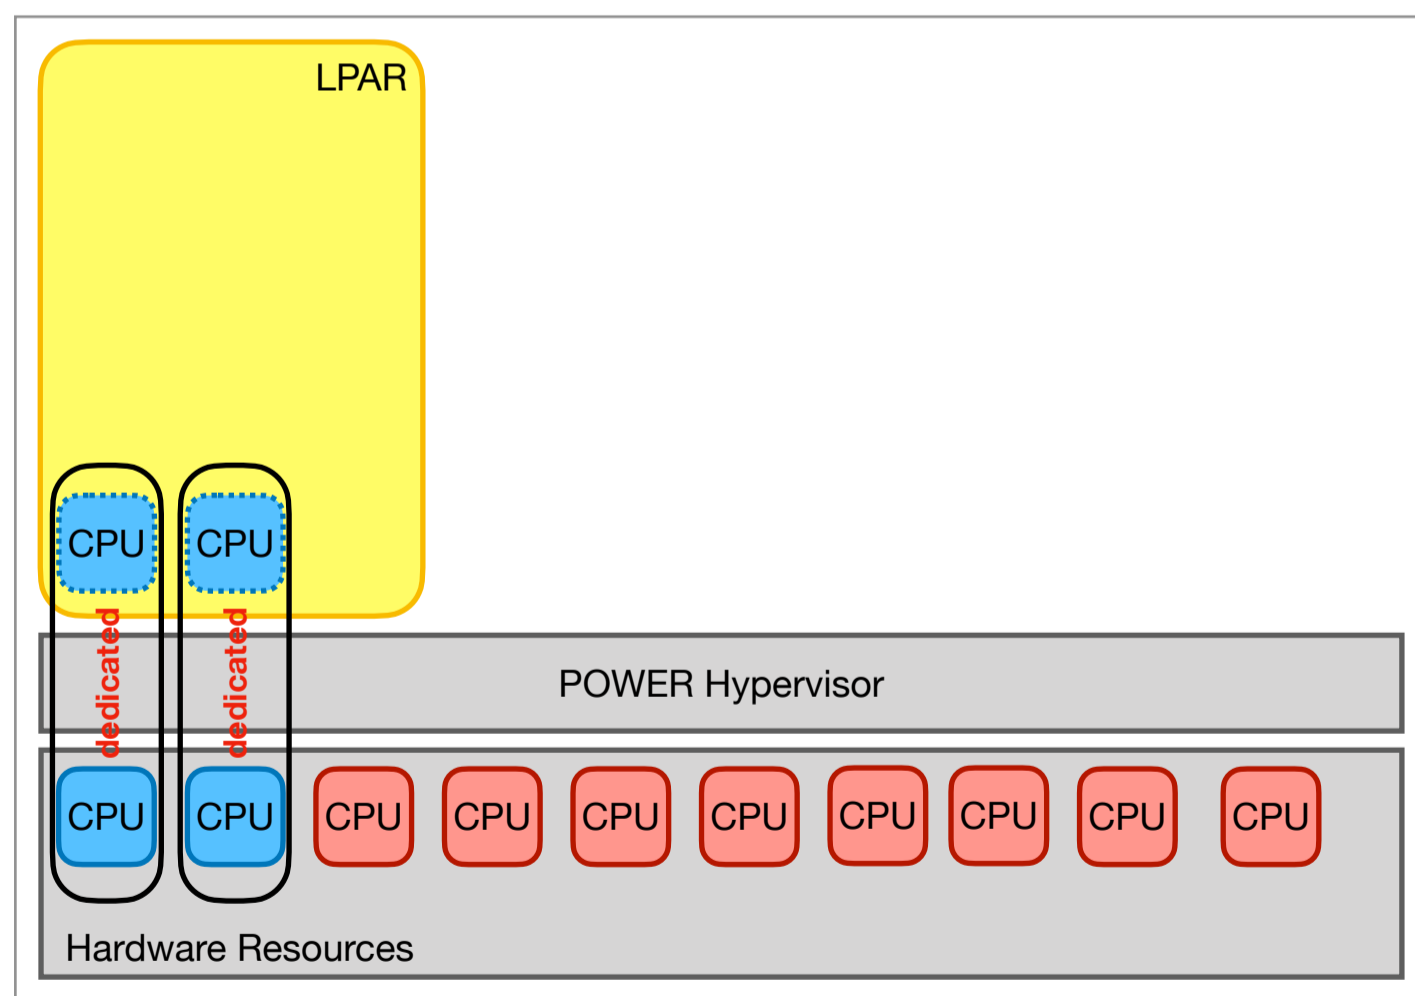 LPAR
CPU CPU
dedicated dedicated
POWER Hypervisor
CPU CPU CPU CPU CPU CPU CPU CPU CPU CPU
Hardware Resources